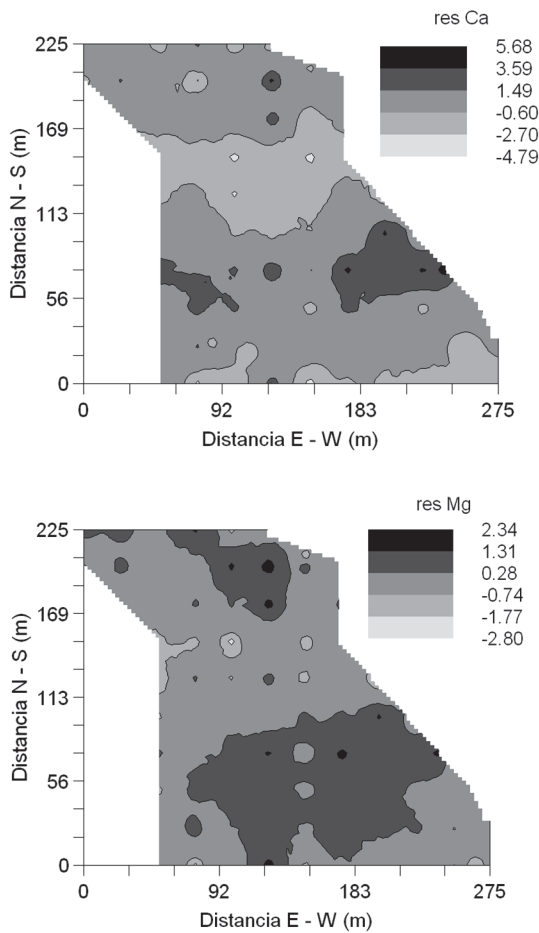 res Ca
225
169
113
56
0
Distancia N - S (m)
5.68
3.59
1.49
-0.60
-2.70
-4.79
0 92 183 275
Distancia E - W (m)
res Mg
225
169
113
56
0
Distancia N - S (m)
2.34
1.31
0.28
-0.74
-1.77
-2.80
0 92 183 275
Distancia E - W (m)